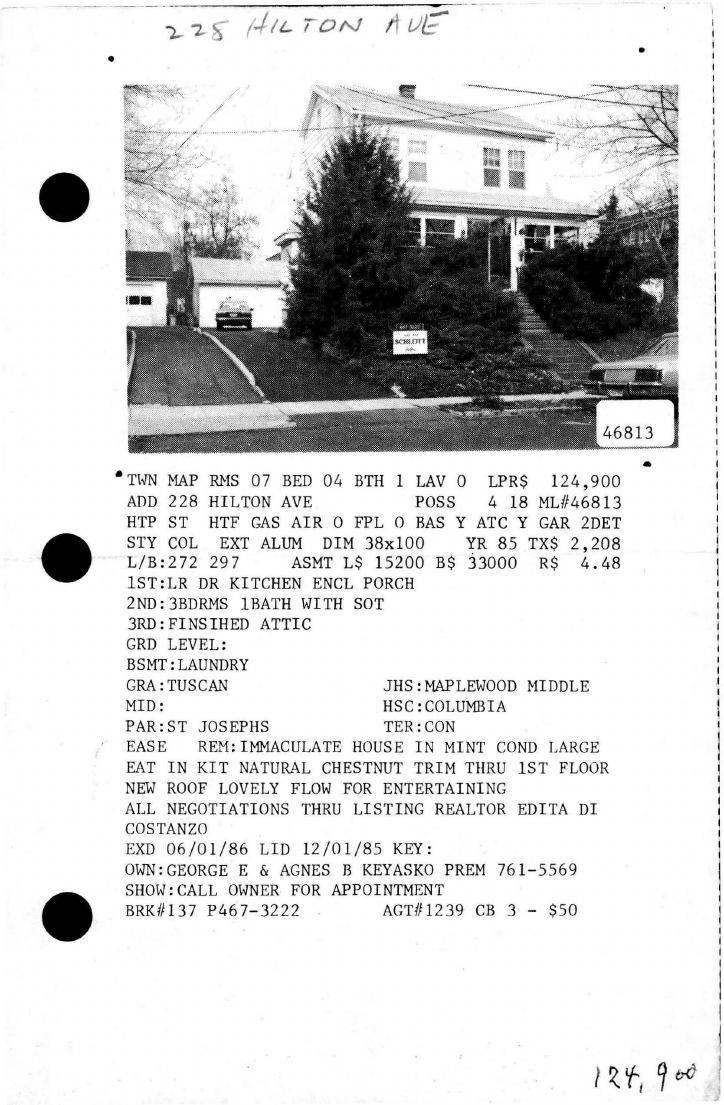 228 HILTON AVE
SCHLOTT
46813
TWN MAP RMS 07 BED 04 BTH 1 LAV O LPR$ 124,900
ADD 228 HILTON AVE POSS 4 18 ML#46813
HTP ST HTF GAS AIR O FPL O BAS Y ATC Y GAR 2DET
STY COL EXT ALUM DIM 38x100 YR 85 TX$ 2,208
L/B:272 297 ASMT L$ 15200 B$ 33000 R$ 4.48
1ST:LR DR KITCHEN ENCL PORCH
2ND:3BDRMS 1BATH WITH SOT
3RD:FINSIHED ATTIC
GRD LEVEL:
BSMT:LAUNDRY
GRA:TUSCAN JHS:MAPLEWOOD MIDDLE
MID: HSC:COLUMBIA
PAR:ST JOSEPHS TER:CON
EASE REM:IMMACULATE HOUSE IN MINT COND LARGE
EAT IN KIT NATURAL CHESTNUT TRIM THRU 1ST FLOOR
NEW ROOF LOVELY FLOW FOR ENTERTAINING
ALL NEGOTIATIONS THRU LISTING REALTOR EDITA DI
COSTANZO
EXD 06/01/86 LID 12/01/85 KEY:
OWN:GEORGE E & AGNES B KEYASKO PREM 761-5569
SHOW:CALL OWNER FOR APPOINTMENT
BRK#137 P467-3222 AGT#1239 CB 3 - $50
124,900